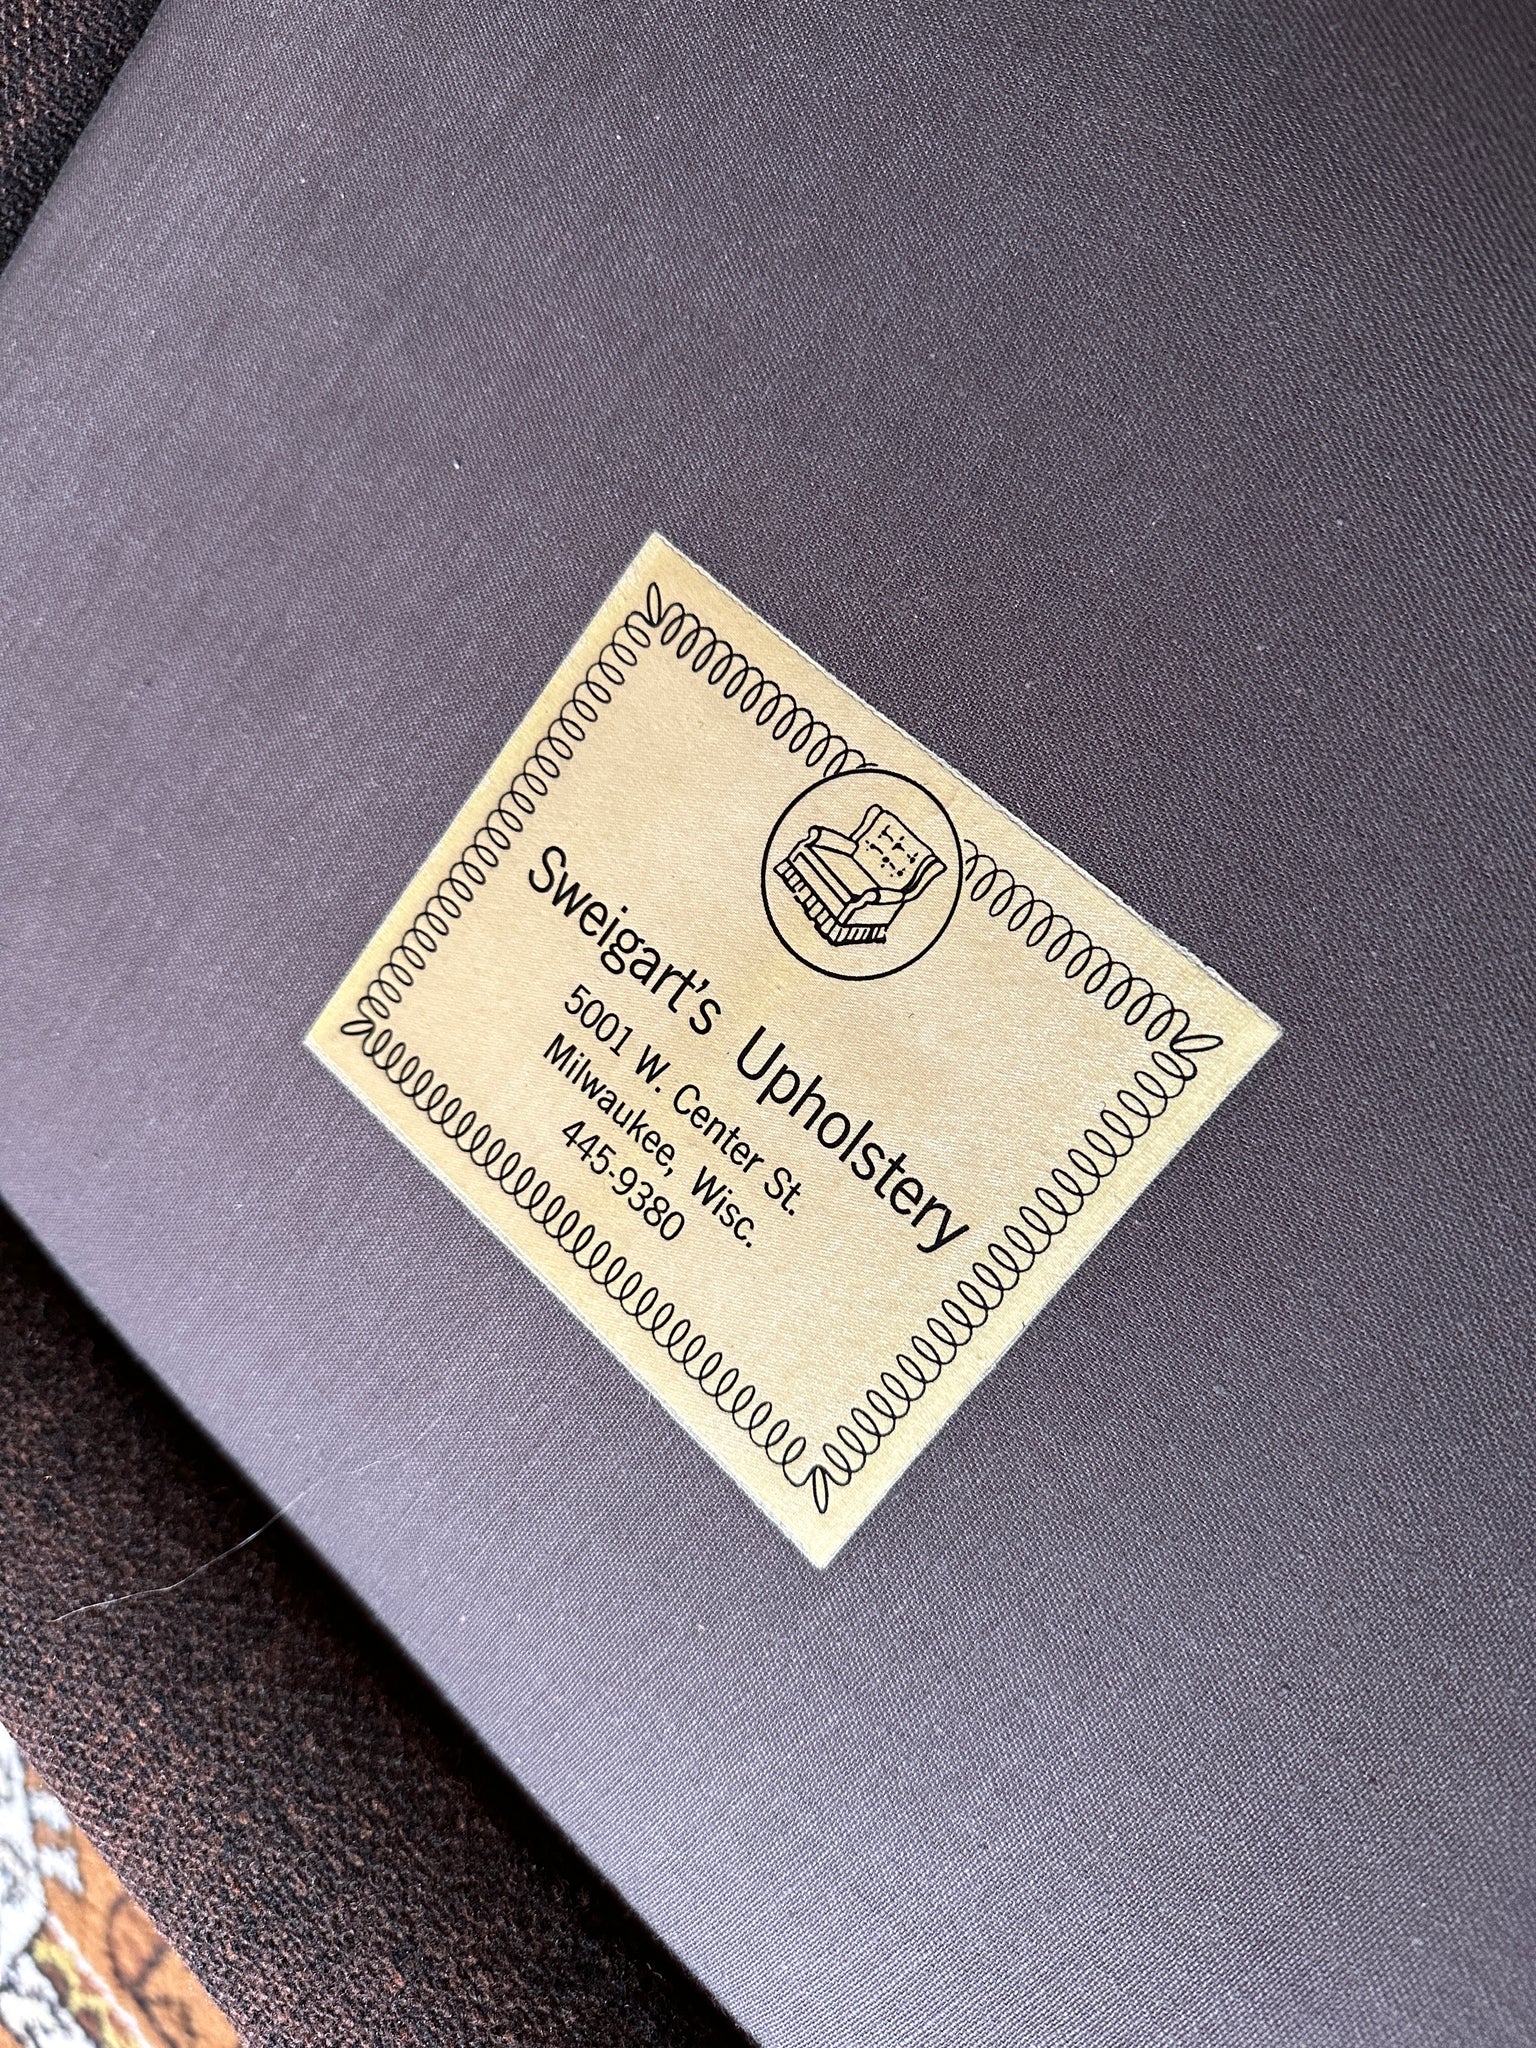 Sweigart's Upholstery
5001 W. Center St.
Milwaukee, Wisc.
445-9380